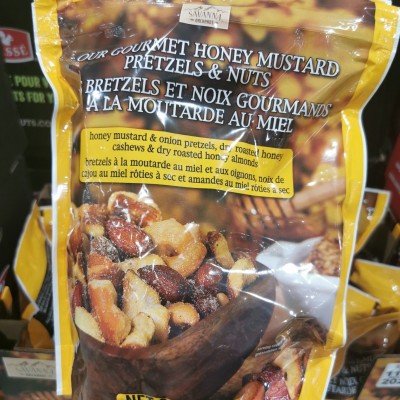 SAVANNA
OUR GOURMET HONEY MUSTARD
PRETZELS & NUTS
BRETZELS ET NOIX GOURMANDS
À LA MOUTARDE AU MIEL
honey mustard & onion pretzels, dry roasted honey
cashews & dry roasted honey almonds
bretzels à la moutarde au miel et aux oignons, noix de
cajou au miel rôties à sec et amandes au miel rôties à sec
SAVANNA